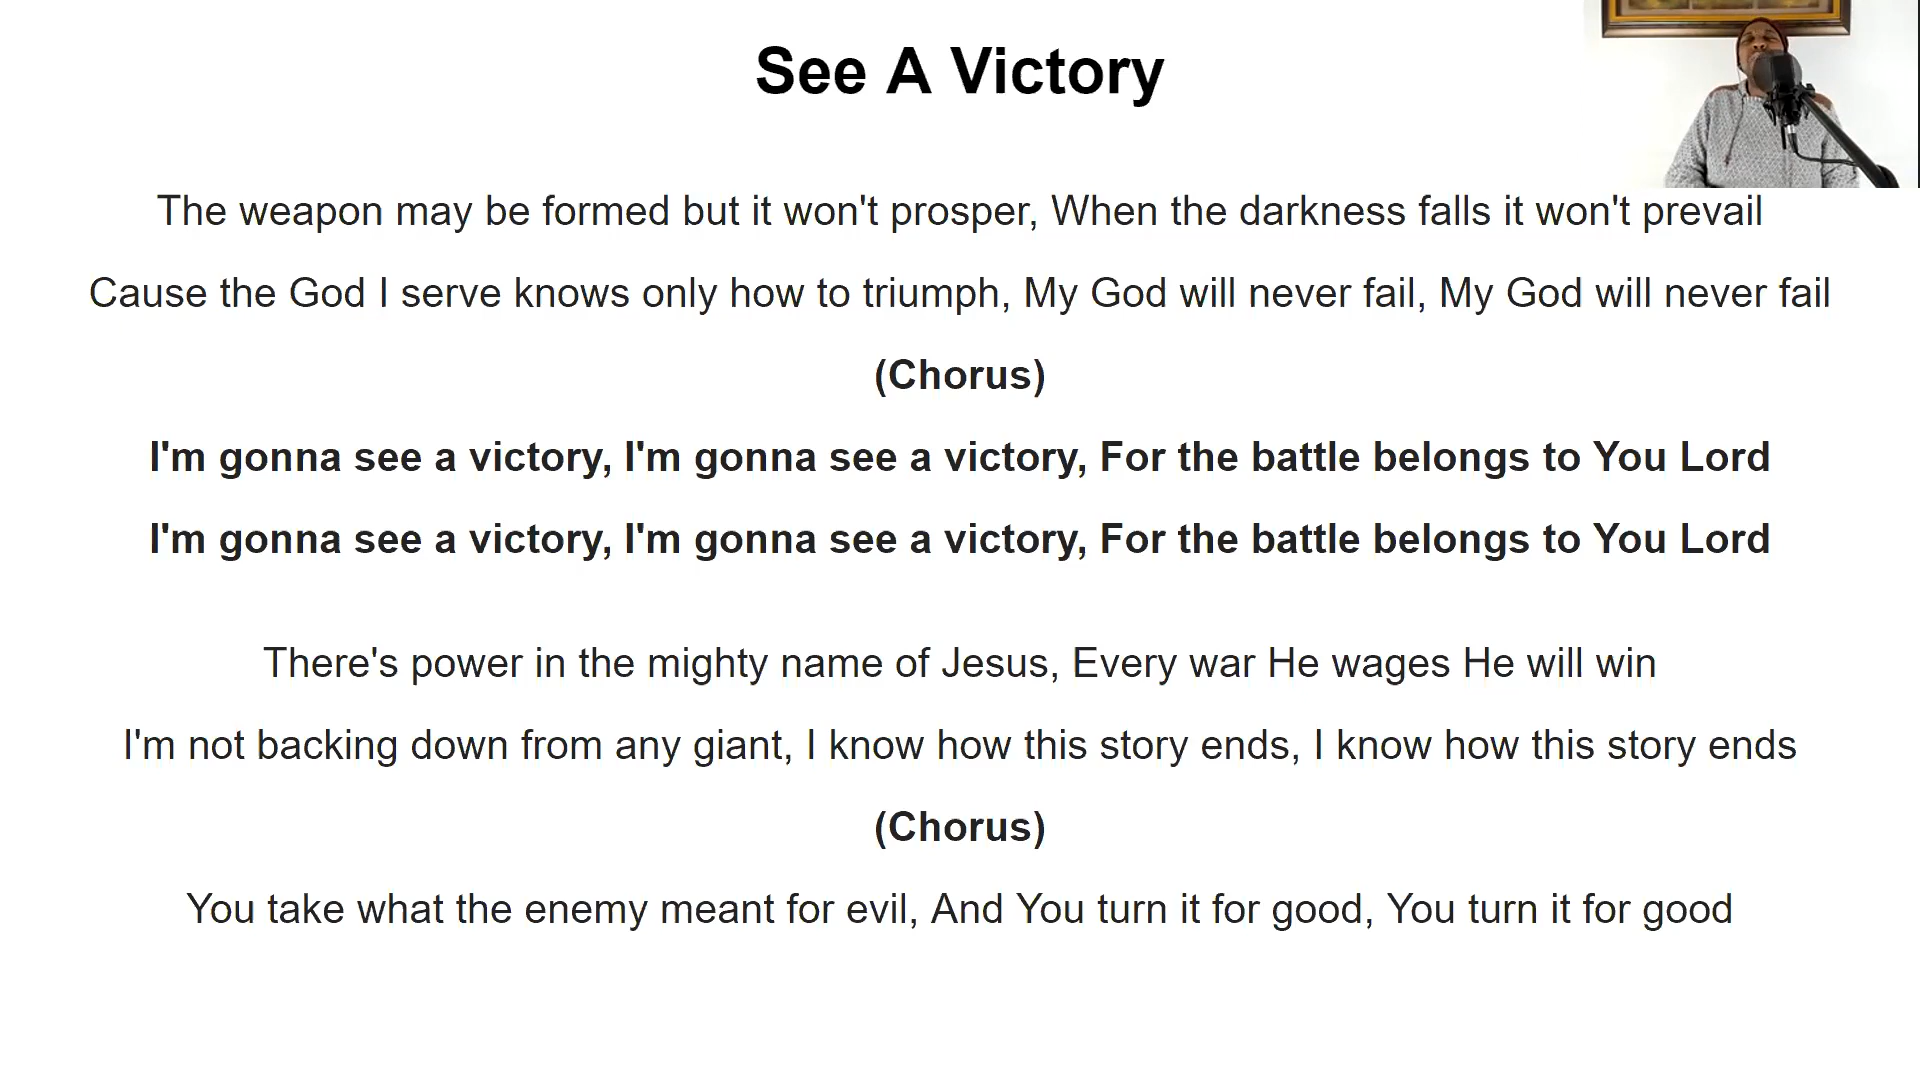 See A Victory
The weapon may be formed but it won't prosper, When the darkness falls it won't prevail
Cause the God I serve knows only how to triumph, My God will never fail, My God will never fail
(Chorus)
I'm gonna see a victory, I'm gonna see a victory, For the battle belongs to You Lord
I'm gonna see a victory, I'm gonna see a victory, For the battle belongs to You Lord
There's power in the mighty name of Jesus, Every war He wages He will win
I'm not backing down from any giant, I know how this story ends, I know how this story ends
(Chorus)
You take what the enemy meant for evil, And You turn it for good, You turn it for good